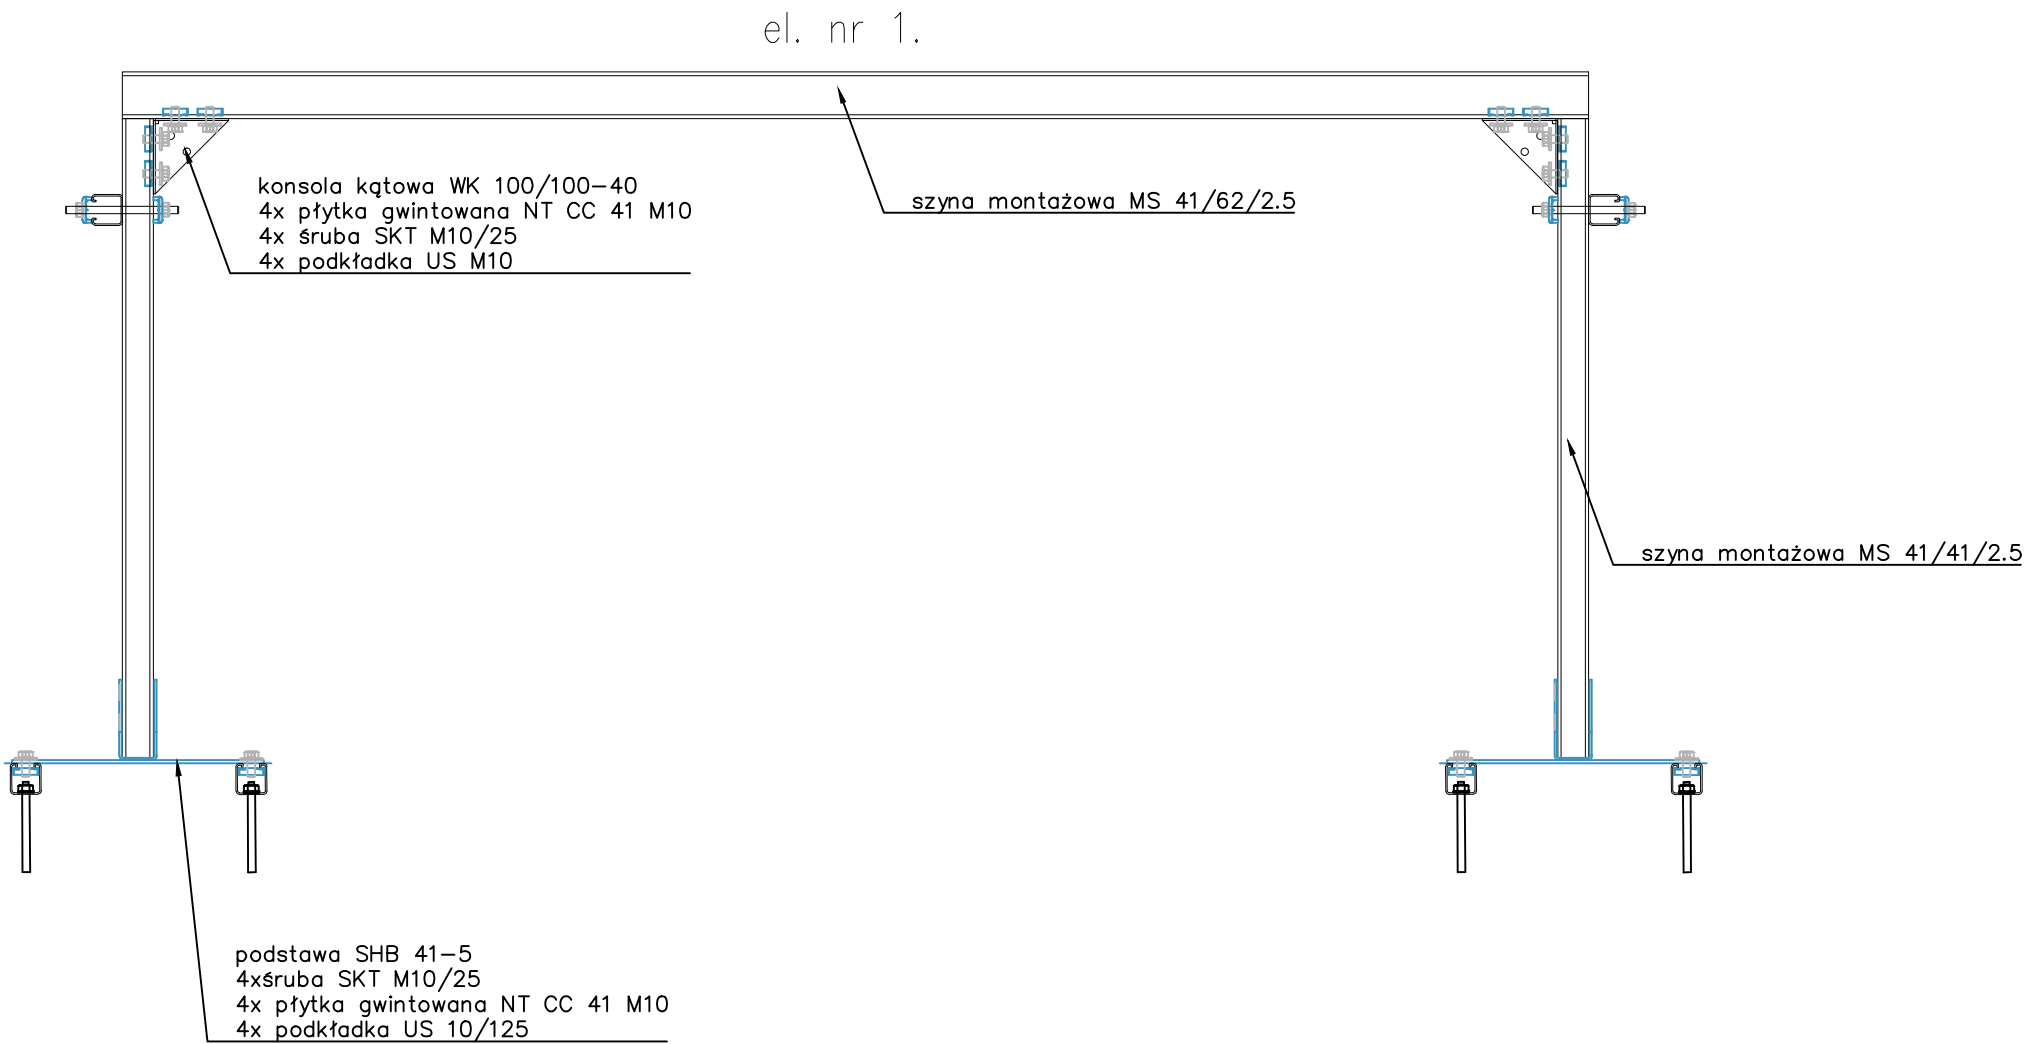 el. nr 1.
konsola kątowa WK 100/100-40
4x płytka gwintowana NT CC 41 M10
4x śruba SKT M10/25
4x podkładka US M10
szyna montażowa MS 41/62/2.5
szyna montażowa MS 41/41/2.5
podstawa SHB 41-5
4xśruba SKT M10/25
4x płytka gwintowana NT CC 41 M10
4x podkładka US 10/125